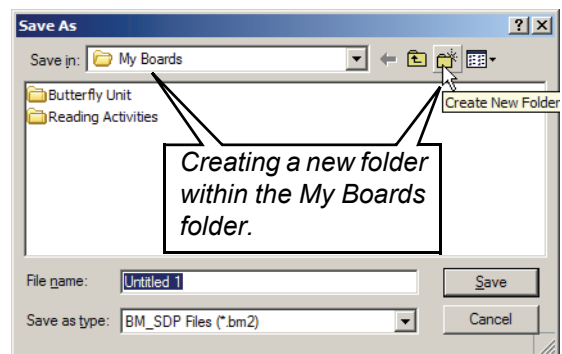 Save As
Save in: My Boards
Butterfly Unit
Reading Activities
Create New Folder
Creating a new folder
within the My Boards
folder.
File name: Untitled 1 Save
Save as type: BM_SDP Files (*.bm2) Cancel